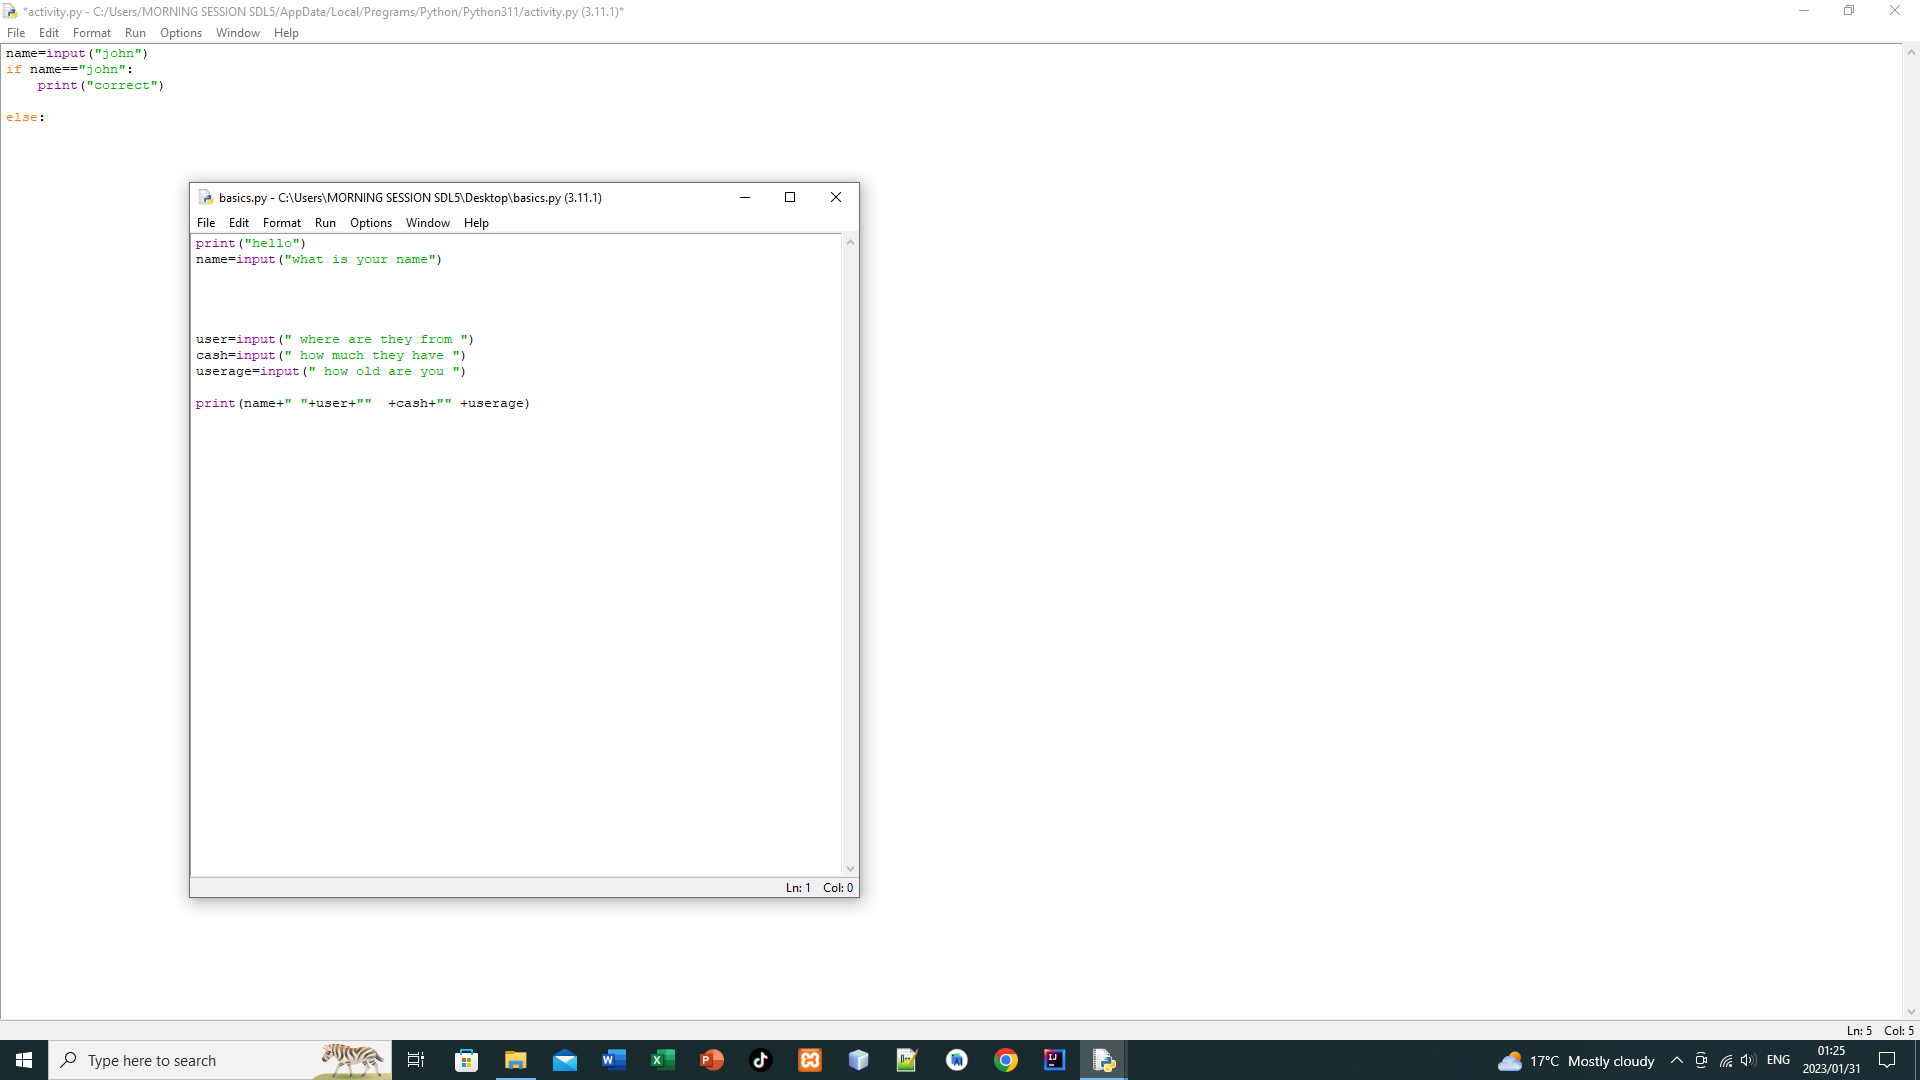 *activity.py - C:/Users/MORNING SESSION SDL5/AppData/Local/Programs/Python/Python311/activity.py (3.11.1)*
File Edit Format Run Options Window Help
name=input("john")
if name=="john":
    print("correct")
else:
basics.py - C:\Users\MORNING SESSION SDL5\Desktop\basics.py (3.11.1)
File Edit Format Run Options Window Help
print("hello")
name=input("what is your name")
user=input(" where are they from ")
cash=input(" how much they have ")
userage=input(" how old are you ")
print(name+" "+user+""  +cash+"" +userage)
Ln: 1 Col: 0
Ln: 5 Col: 5
Type here to search
17°C Mostly cloudy
ENG
01:25
2023/01/31